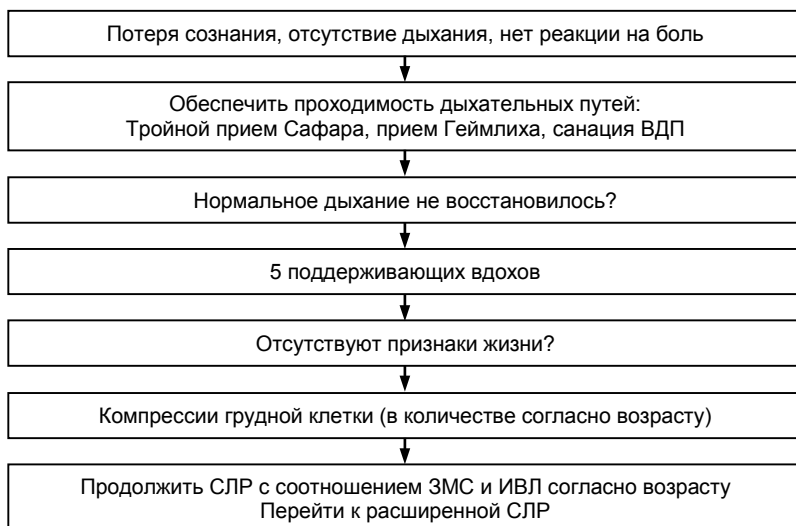 Потеря сознания, отсутствие дыхания, нет реакции на боль
Обеспечить проходимость дыхательных путей:
Тройной прием Сафара, прием Геймлиха, санация ВДП
Нормальное дыхание не восстановилось?
5 поддерживающих вдохов
Отсутствуют признаки жизни?
Компрессии грудной клетки (в количестве согласно возрасту)
Продолжить СЛР с соотношением ЗМС и ИВЛ согласно возрасту
Перейти к расширенной СЛР